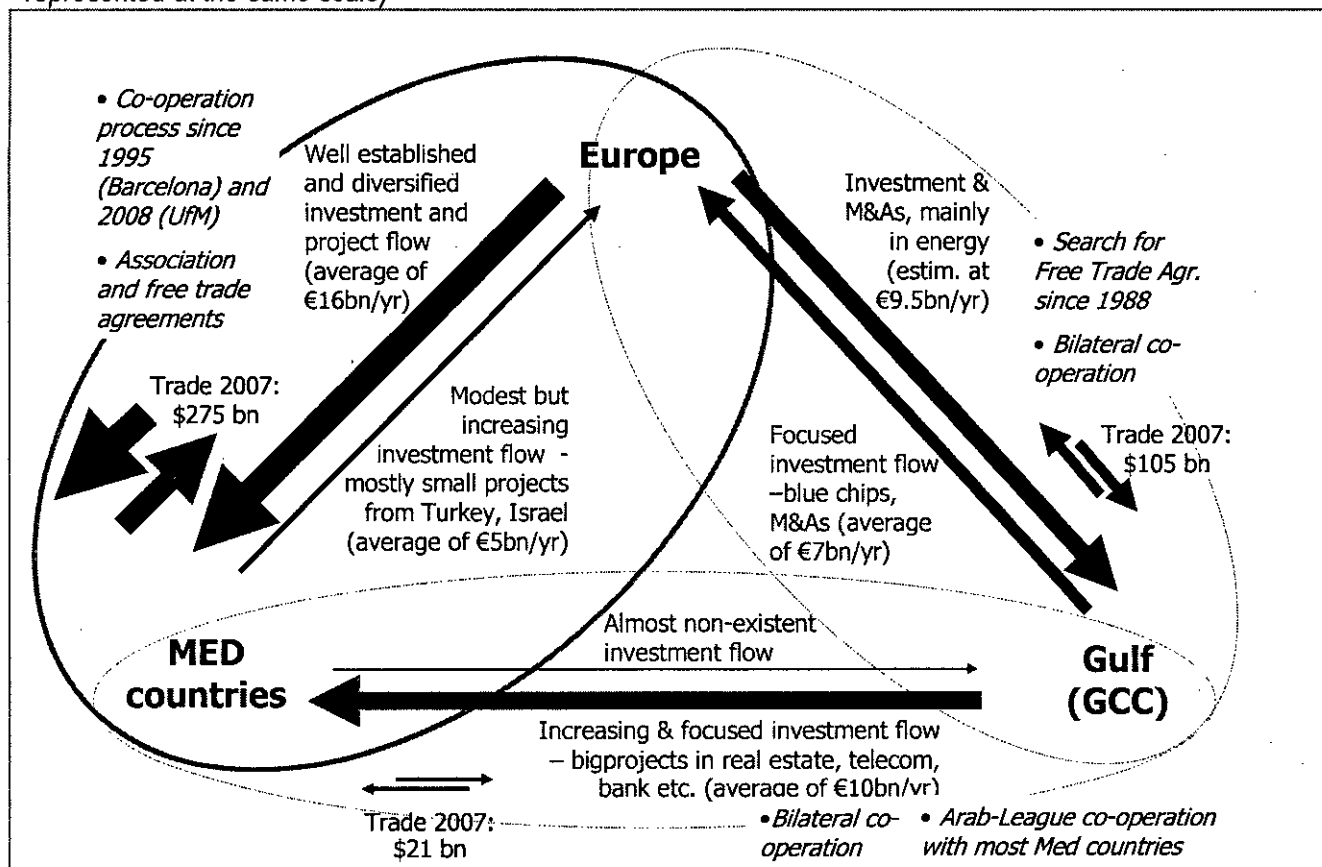 represented at the same scale)
• Co-operation
process since
1995
(Barcelona) and
2008 (UfM)
• Association
and free trade
agreements
Well established
and diversified
investment and
project flow
(average of
€16bn/yr)
Europe
Investment &
M&As, mainly
in energy
(estim. at
€9.5bn/yr)
• Search for
Free Trade Agr.
since 1988
• Bilateral co-
operation
Trade 2007:
$275 bn
Modest but
increasing
investment flow -
mostly small projects
from Turkey, Israel
(average of €5bn/yr)
Focused
investment flow
–blue chips,
M&As (average
of €7bn/yr)
Trade 2007:
$105 bn
MED
countries
Almost non-existent
investment flow
Gulf
(GCC)
Increasing & focused investment flow
– bigprojects in real estate, telecom,
bank etc. (average of €10bn/yr)
Trade 2007:
$21 bn
•Bilateral co-
operation
• Arab-League co-operation
with most Med countries